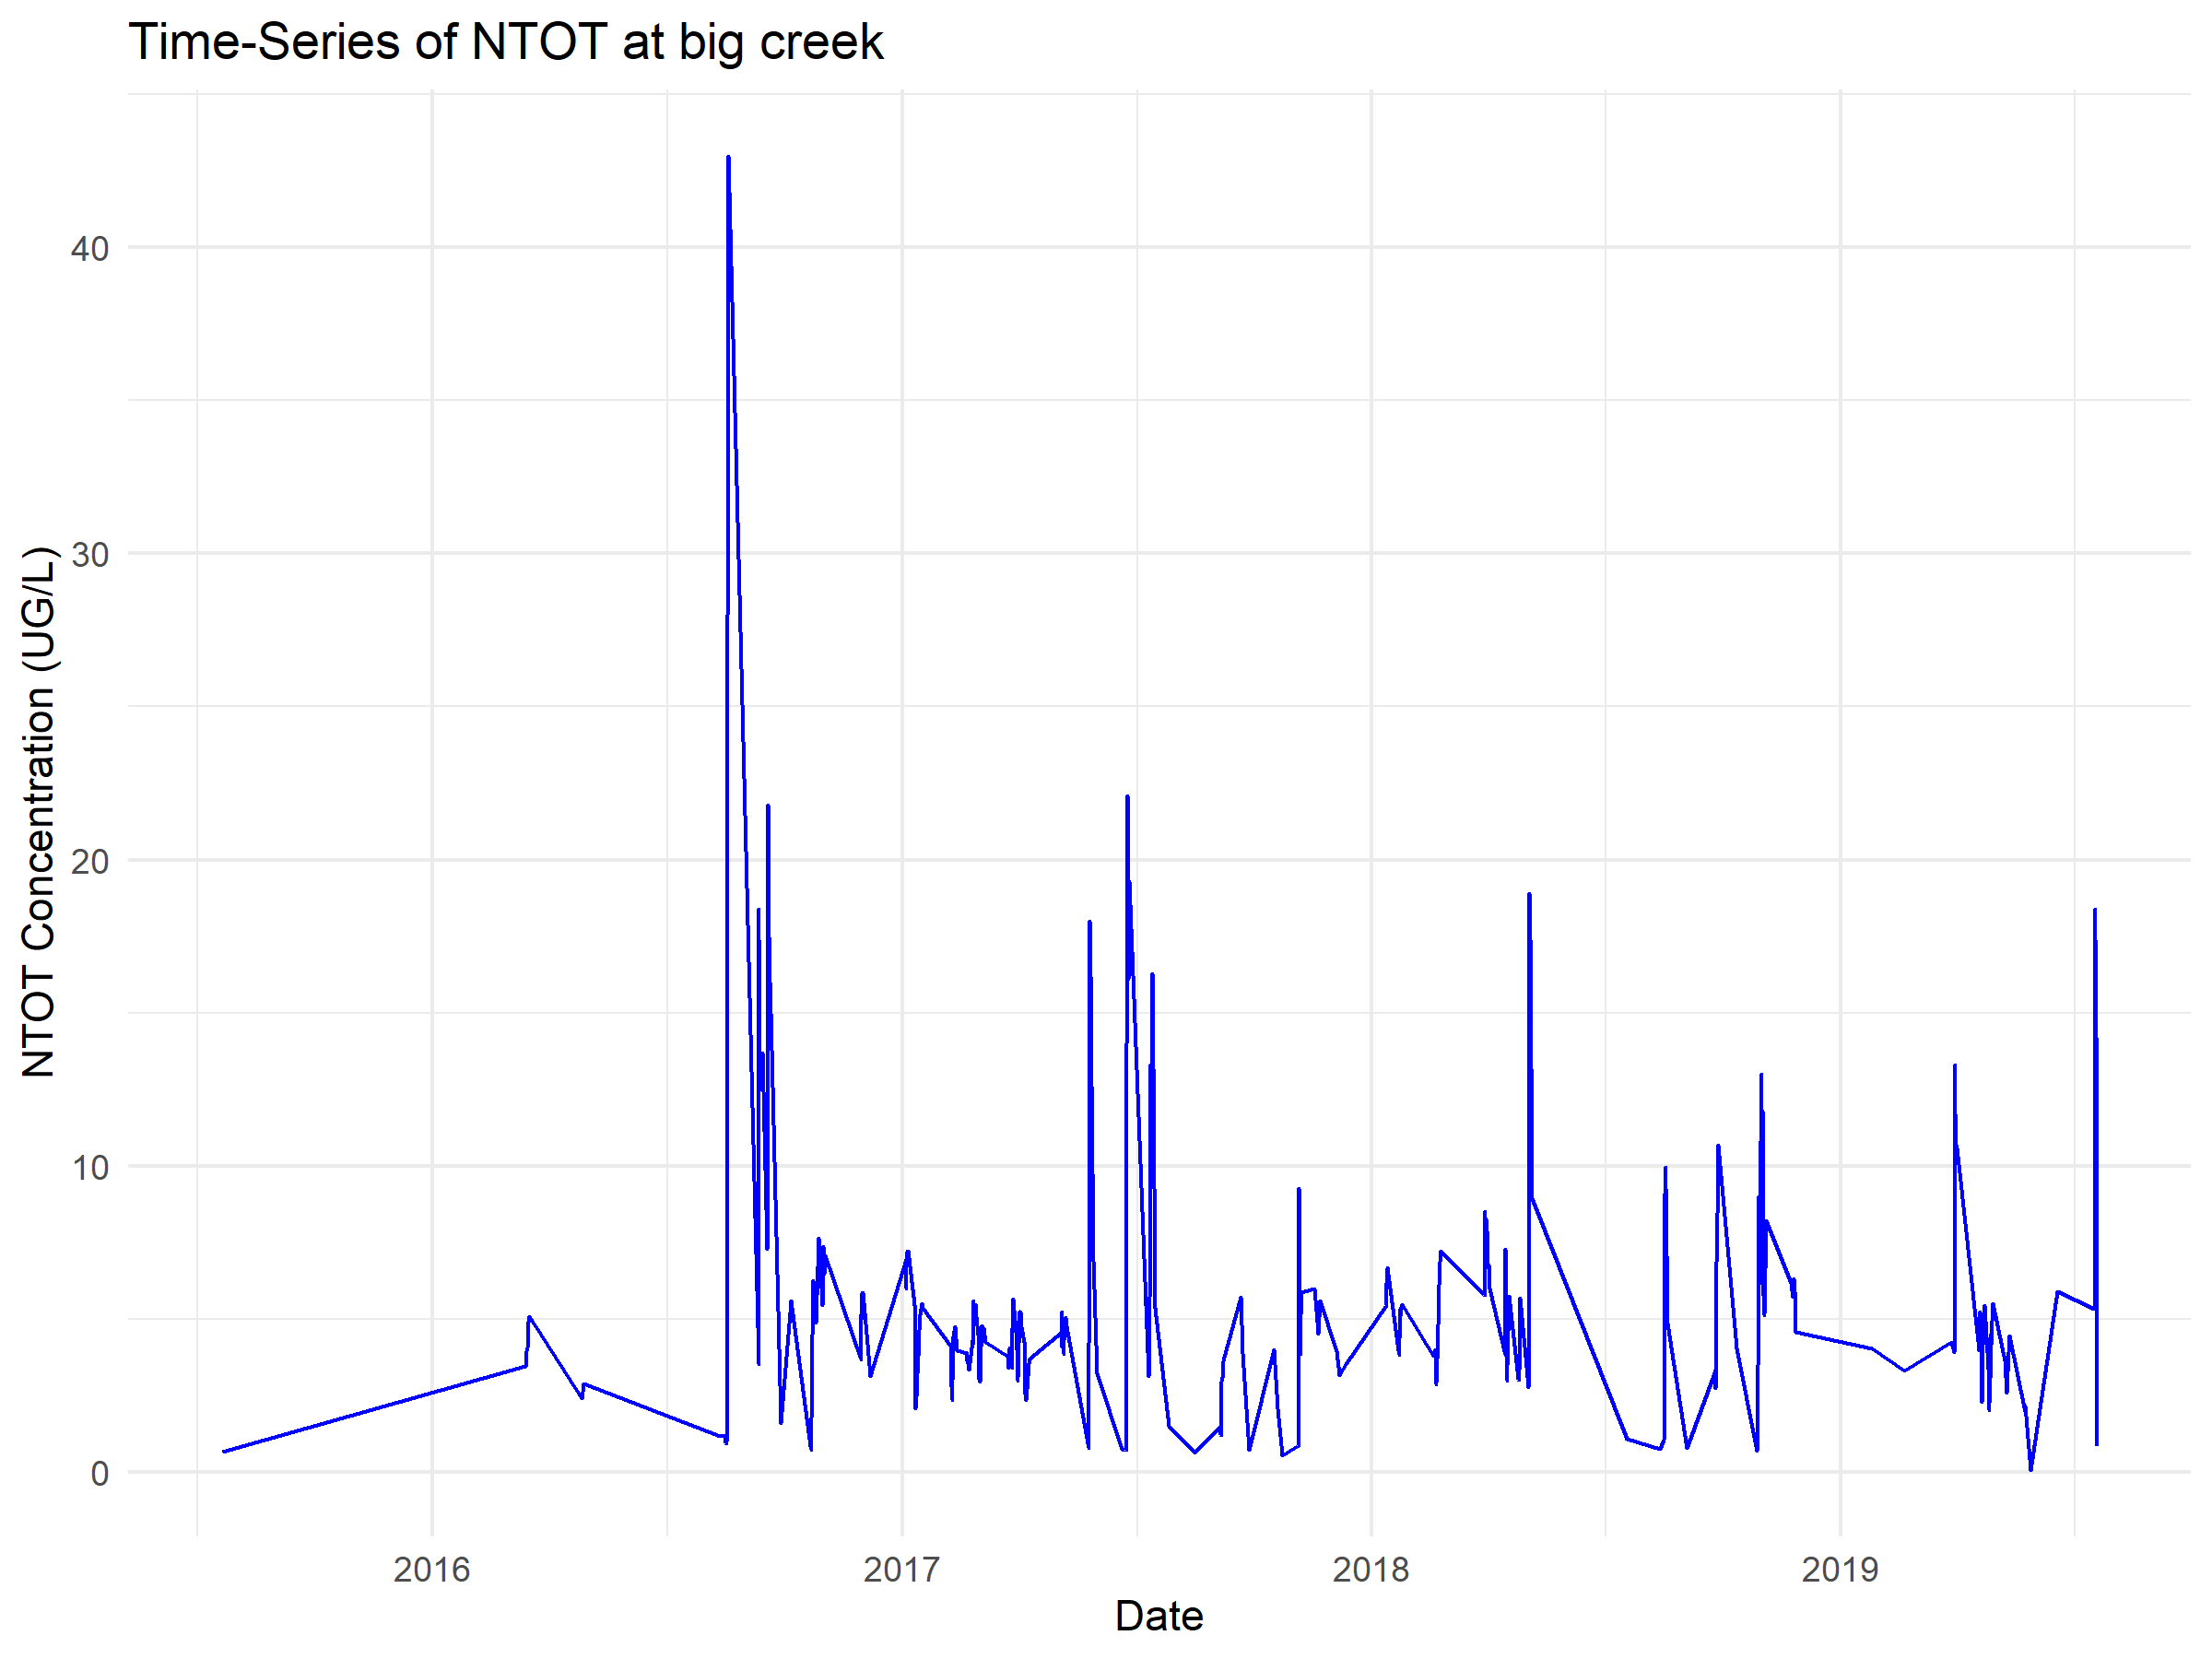 Time-Series of NTOT at big creek
NTOT Concentration (UG/L)
40
30
20
10
0
2016 2017 2018 2019
Date